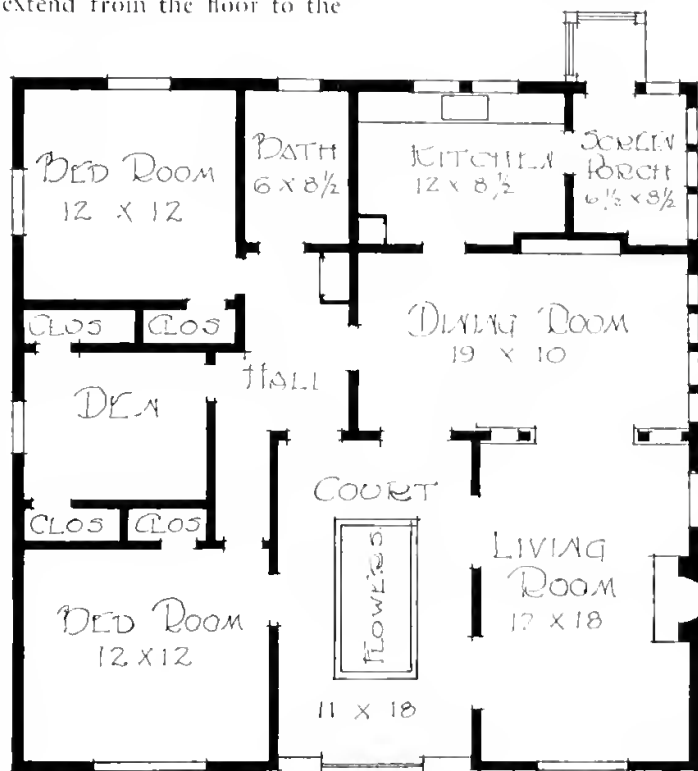 extend from the floor to the
BED ROOM
12 X 12
BATH
6 X 8½
KITCHEN
12 X 8½
SCREEN
PORCH
6½ X 8½
CLOS
CLOS
HALL
DINING ROOM
19 X 10
DEN
COURT
CLOS
CLOS
FLOWERS
LIVING
ROOM
X 18
BED ROOM
12 X 12
11 X 18